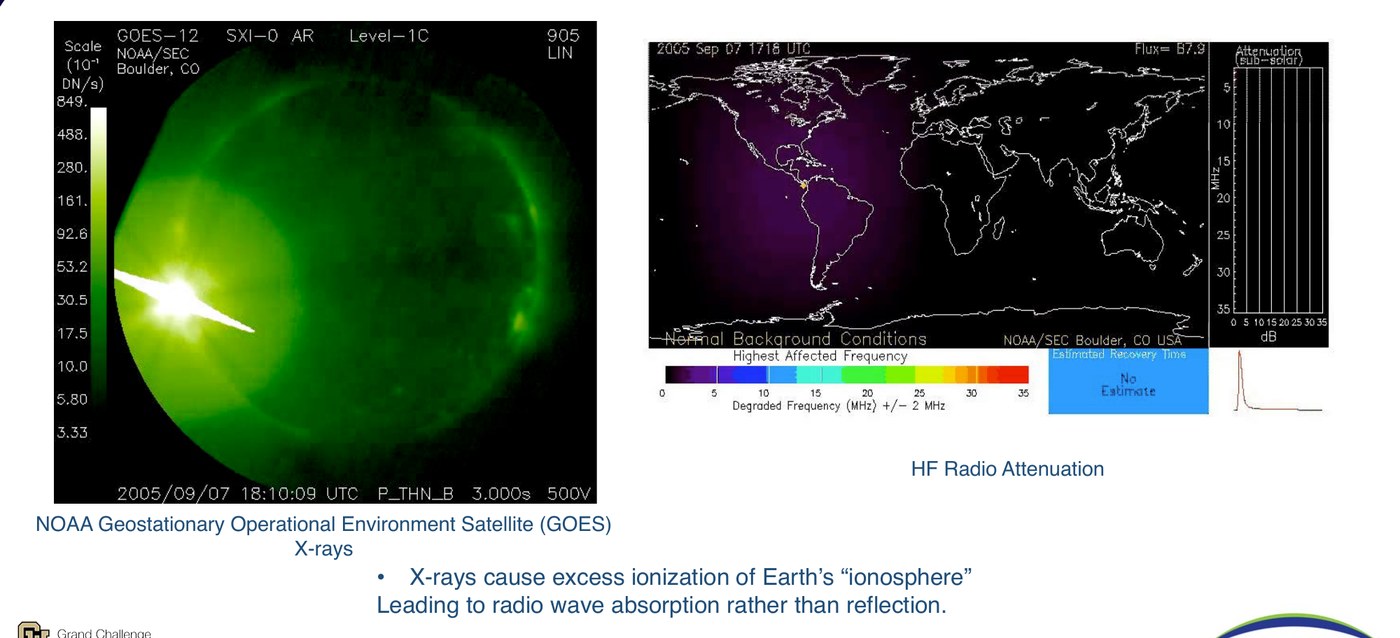 GOES-12 SXI-0 AR Level-1C 905
NOAA/SEC LIN
Boulder, CO
Scale
(10⁻¹
DN/s)
849.
488.
280.
161.
92.6
53.2
30.5
17.5
10.0
5.80
3.33
2005/09/07 18:10:09 UTC P_THN_B 3.000s 500V
NOAA Geostationary Operational Environment Satellite (GOES)
X-rays
2005 Sep 07 1718 UTC Flux= B7.9
Attenuation
(sub-solar)
5
10
15
20
25
30
35
MHz
0 5 10 15 20 25 30 35
dB
Normal Background Conditions NOAA/SEC Boulder, CO USA
Highest Affected Frequency
0 5 10 15 20 25 30 35
Degraded Frequency (MHz) +/- 2 MHz
Estimated Recovery Time
No
Estimate
HF Radio Attenuation
• X-rays cause excess ionization of Earth's “ionosphere”
Leading to radio wave absorption rather than reflection.
Grand Challenge